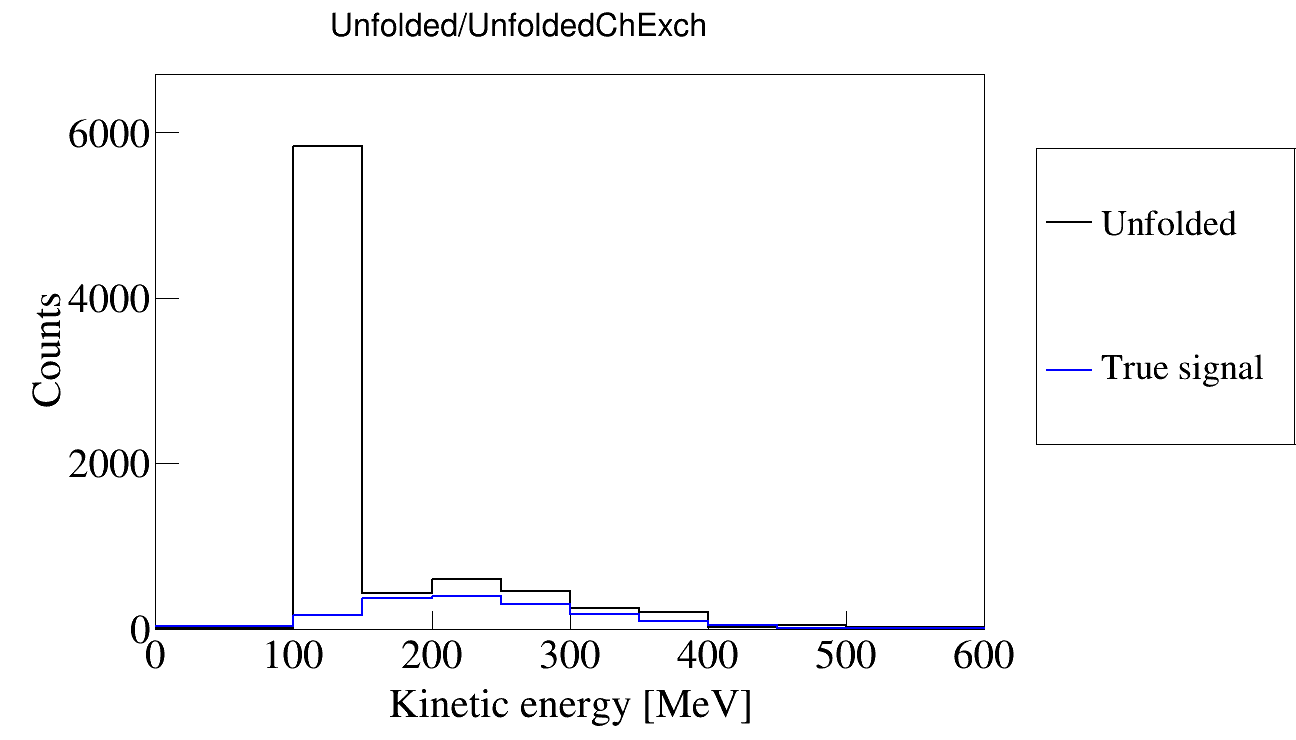 Unfolded/UnfoldedChExch
6000
4000
2000
0
Counts
0 100 200 300 400 500 600
Kinetic energy [MeV]
Unfolded
True signal